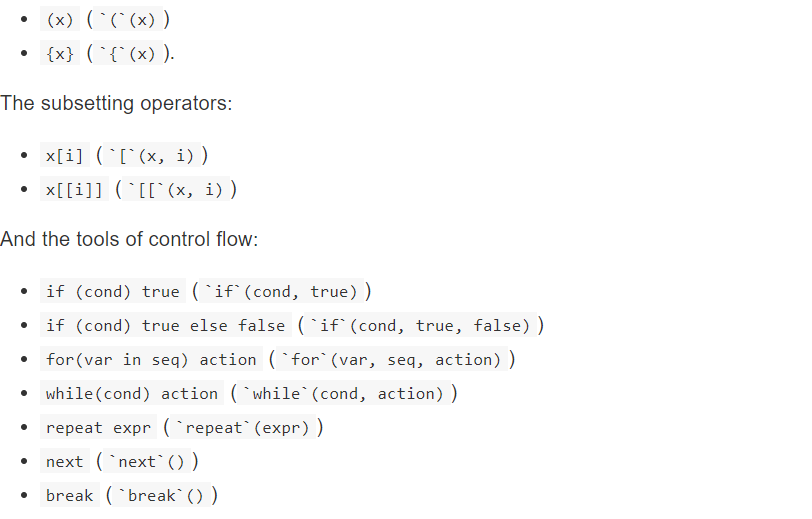 • (x) (`(`(x))
• {x} (`{`(x)).
The subsetting operators:
• x[i] (`[`(x, i))
• x[[i]] (`[[`(x, i))
And the tools of control flow:
• if (cond) true (`if`(cond, true))
• if (cond) true else false (`if`(cond, true, false))
• for(var in seq) action (`for`(var, seq, action))
• while(cond) action (`while`(cond, action))
• repeat expr (`repeat`(expr))
• next (`next`())
• break (`break`())